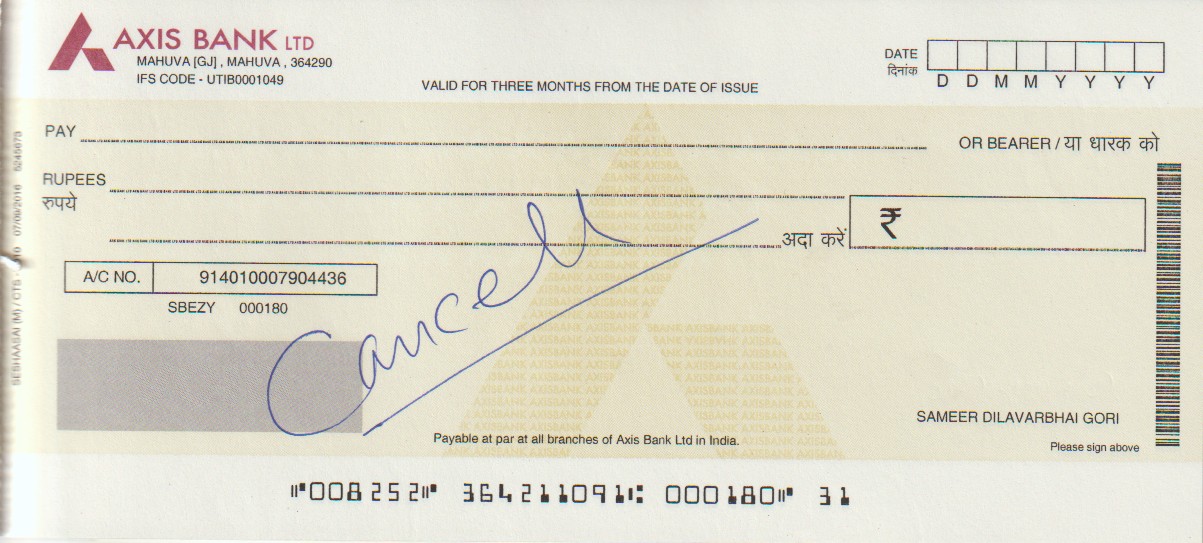 AXIS BANK LTD
MAHUVA [GJ] , MAHUVA , 364290
IFS CODE - UTIB0001049
VALID FOR THREE MONTHS FROM THE DATE OF ISSUE
DATE
दिनांक
D D M M Y Y Y Y
PAY
OR BEARER / या धारक को
RUPEES
रुपये
अदा करें ₹
A/C NO. 914010007904436
SBEZY 000180
Cancell
SAMEER DILAVARBHAI GORI
Please sign above
Payable at par at all branches of Axis Bank Ltd in India.
⑈008252⑈ 364211091⑆ 000180⑈ 31